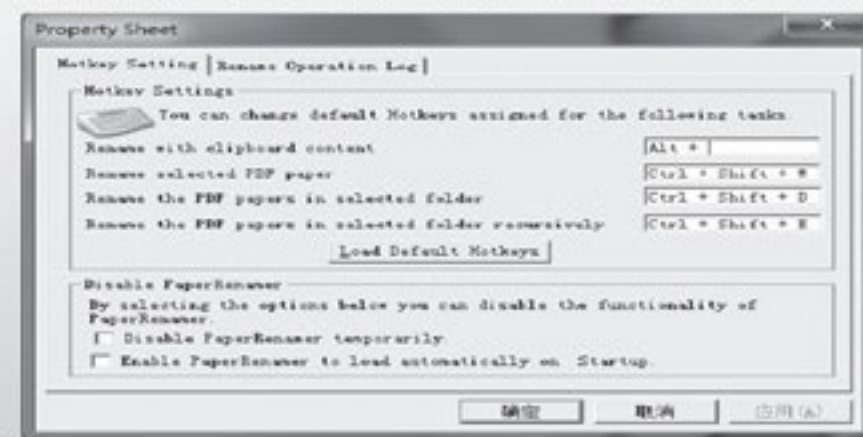 Property Sheet
Hotkey Setting | Rename Operation Log
Hotkey Settings
You can change default Hotkeys assigned for the following tasks.
Rename with clipboard content
Alt +
Rename selected PDF paper
Ctrl + Shift +
Rename the PDF papers in selected folder
Ctrl + Shift + D
Rename the PDF papers in selected folder recursively
Ctrl + Shift +
Load Default Hotkeys
Disable PaperRenamer
By selecting the options below you can disable the functionality of
PaperRenamer.
Disable PaperRenamer temporarily
Enable PaperRenamer to load automatically on Startup.
确定 取消 应用(A)